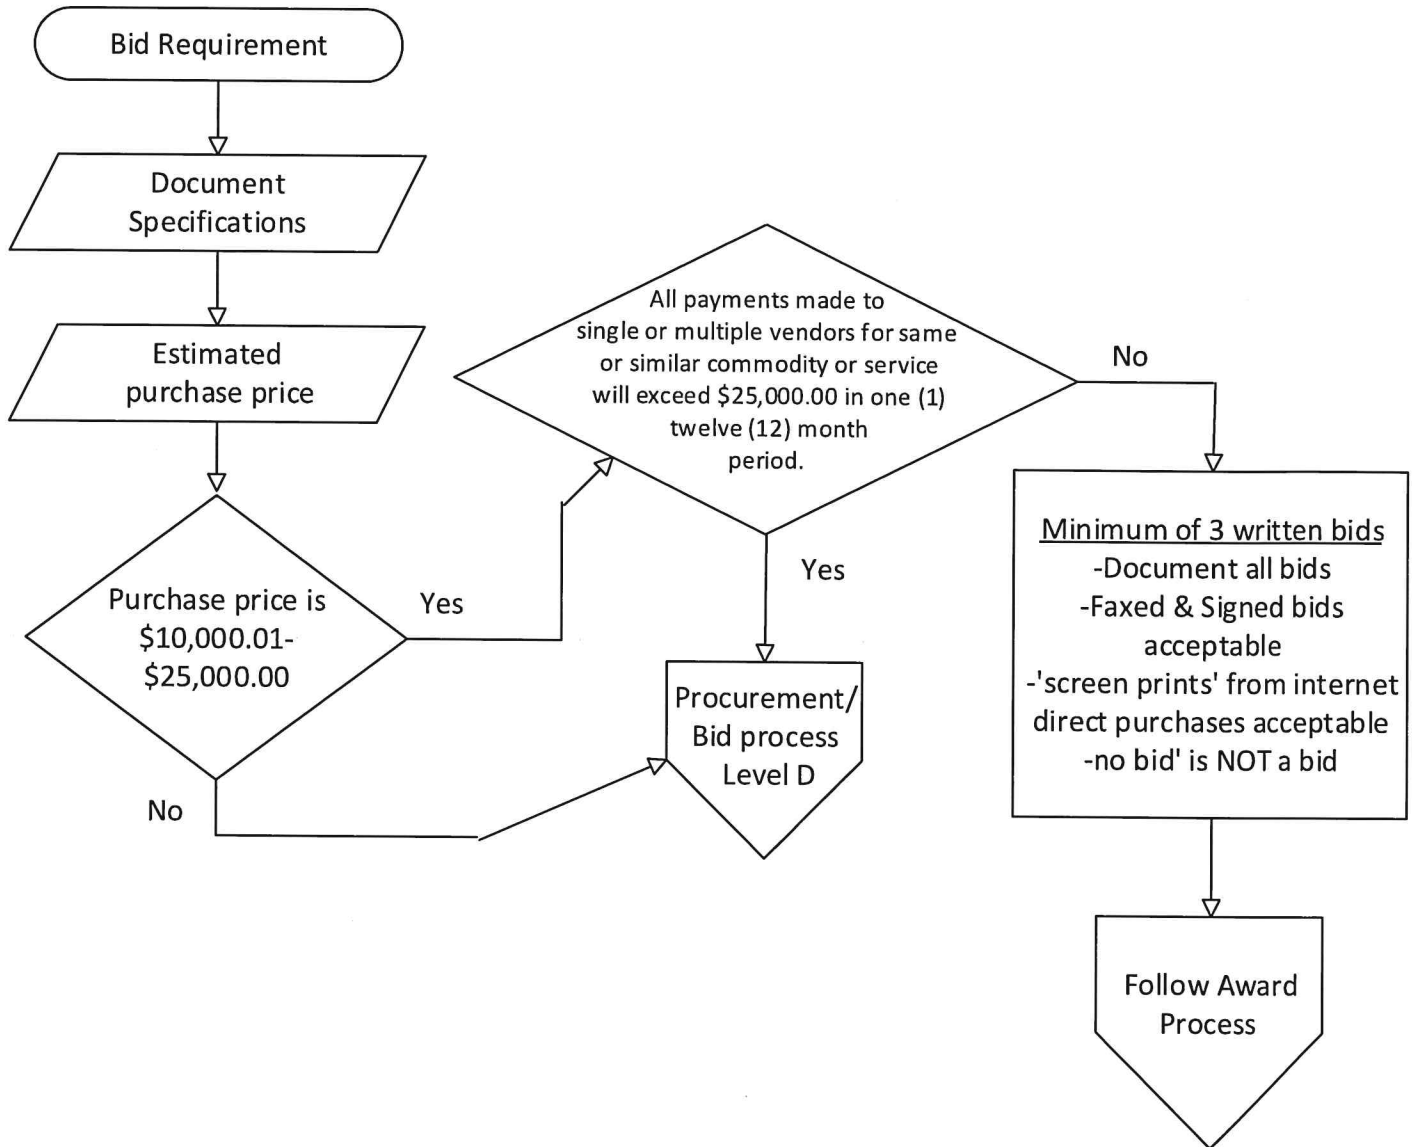 Bid Requirement
Document
Specifications
Estimated
purchase price
Purchase price is
$10,000.01-
$25,000.00
Yes
No
All payments made to
single or multiple vendors for same
or similar commodity or service
will exceed $25,000.00 in one (1)
twelve (12) month
period.
Yes
No
Procurement/
Bid process
Level D
Minimum of 3 written bids
-Document all bids
-Faxed & Signed bids
acceptable
-'screen prints' from internet
direct purchases acceptable
-no bid' is NOT a bid
Follow Award
Process